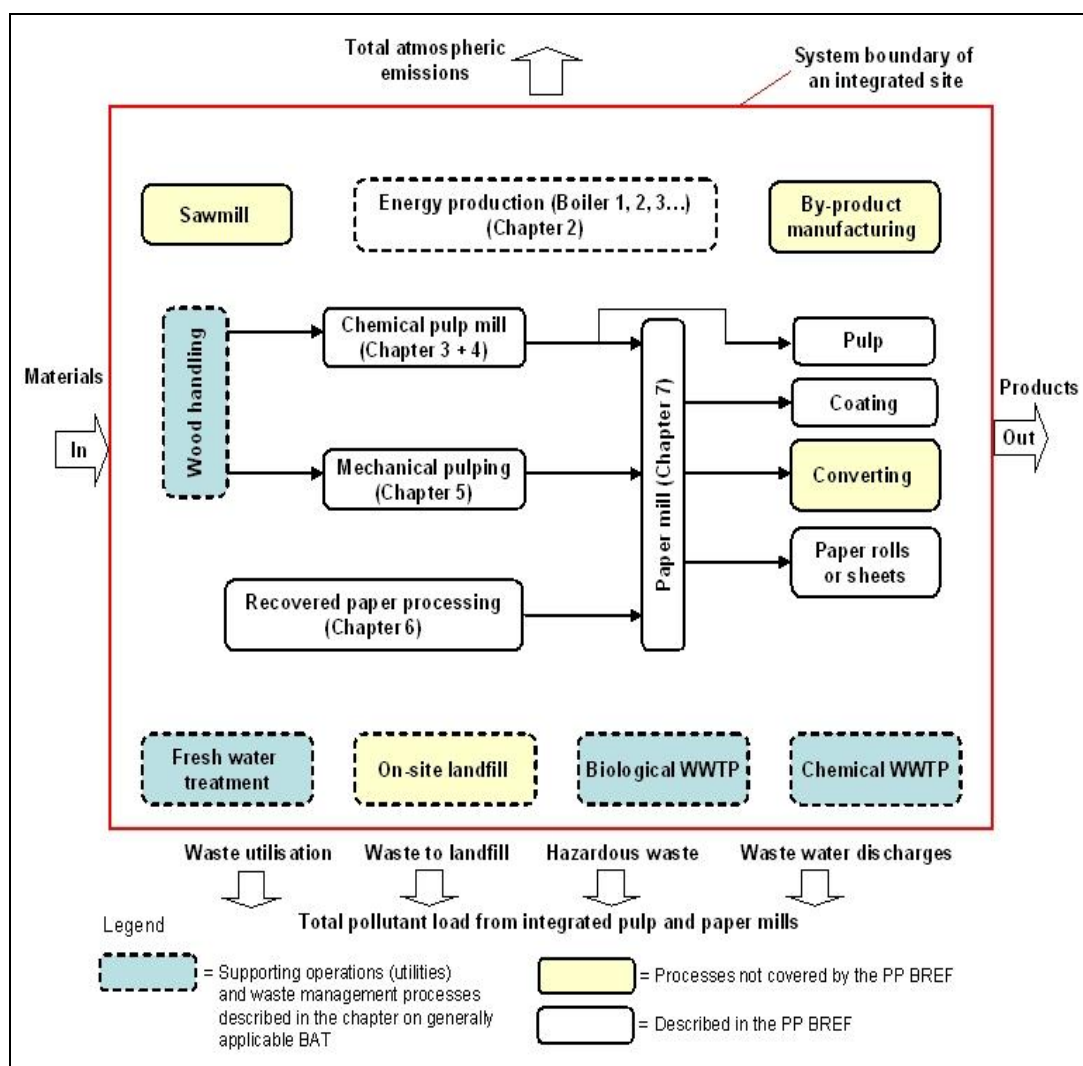 Total atmospheric
emissions
System boundary of
an integrated site
Sawmill
Energy production (Boiler 1, 2, 3...)
(Chapter 2)
By-product
manufacturing
Materials
In
Wood handling
Chemical pulp mill
(Chapter 3 + 4)
Mechanical pulping
(Chapter 5)
Recovered paper processing
(Chapter 6)
Paper mill (Chapter 7)
Pulp
Coating
Converting
Paper rolls
or sheets
Products
Out
Fresh water
treatment
On-site landfill
Biological WWTP
Chemical WWTP
Waste utilisation
Waste to landfill
Hazardous waste
Waste water discharges
Total pollutant load from integrated pulp and paper mills
Legend
= Supporting operations (utilities)
and waste management processes
described in the chapter on generally
applicable BAT
= Processes not covered by the PP BREF
= Described in the PP BREF